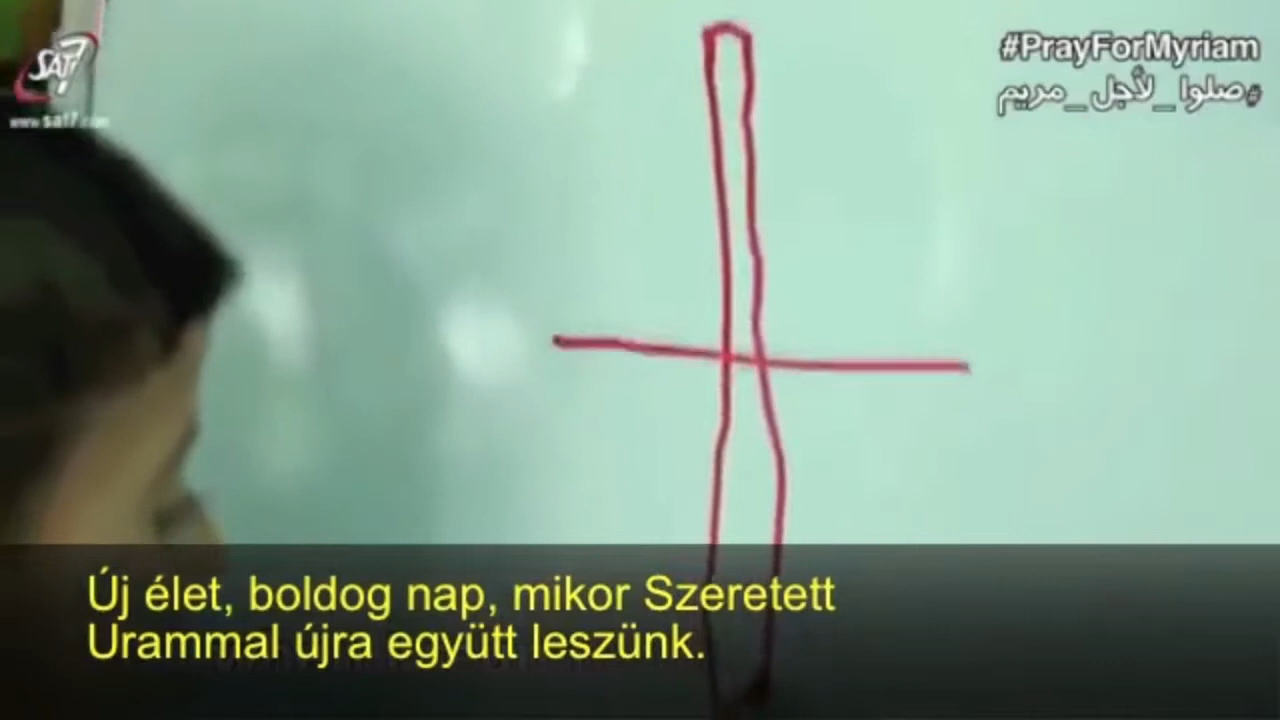 SAT7
www.sat7.com
#PrayForMyriam
#صلوا_لأجل_مريم
Új élet, boldog nap, mikor Szeretett
Urammal újra együtt leszünk.